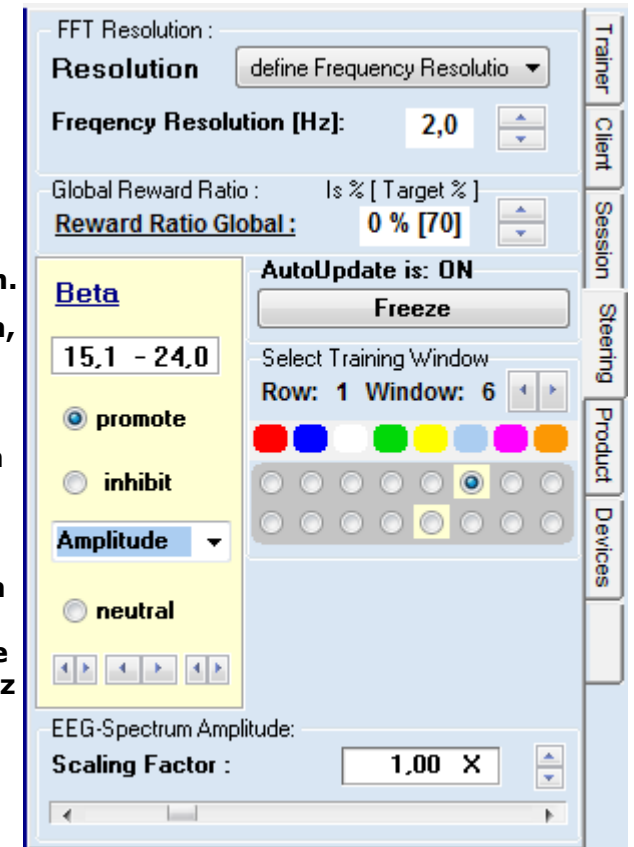 FFT Resolution :
Resolution define Frequency Resolutio
Freqency Resolution [Hz]: 2,0
Global Reward Ratio : Is % [ Target % ]
Reward Ratio Global : 0 % [70]
Beta
15,1 - 24,0
promote
inhibit
Amplitude
neutral
AutoUpdate is: ON
Freeze
Select Training Window
Row: 1 Window: 6
EEG-Spectrum Amplitude:
Scaling Factor : 1,00 X
Trainer
Client
Session
Steering
Product
Devices